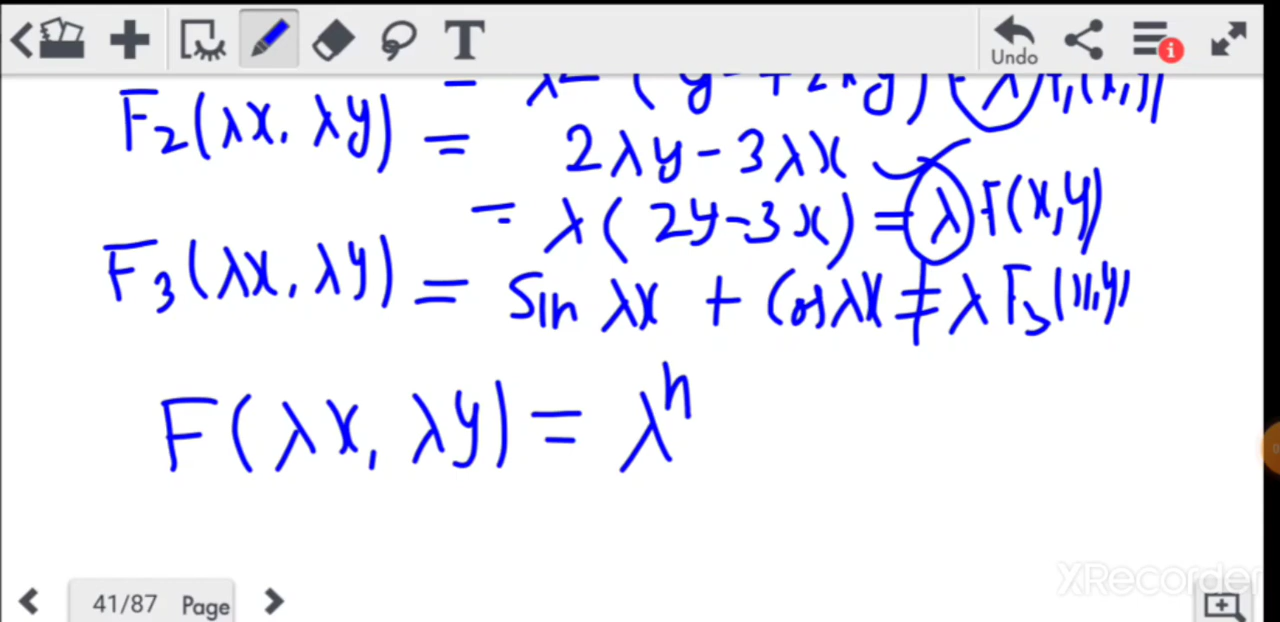 Undo
F₂(λx, λy) = 2λy - 3λx
= λ(2y - 3x) = λ F(x, y)
F₃(λx, λy) = Sin λx + Cos λx ≠ λ F₃(x, y)
F(λx, λy) = λⁿ
XRecorder
41/87 Page